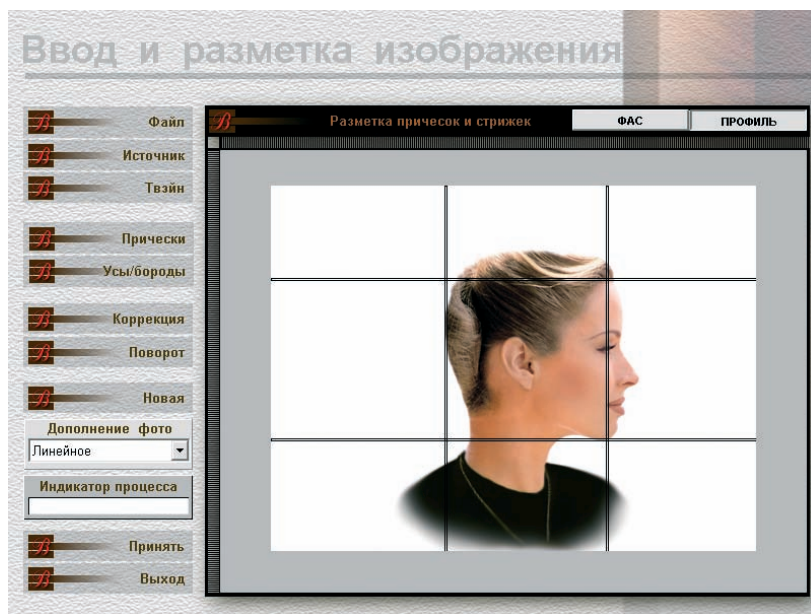 Ввод и разметка изображения
Файл
Источник
Твэйн
Прически
Усы/бороды
Коррекция
Поворот
Новая
Дополнение фото
Линейное
Индикатор процесса
Принять
Выход
Разметка причесок и стрижек
ФАС
ПРОФИЛЬ